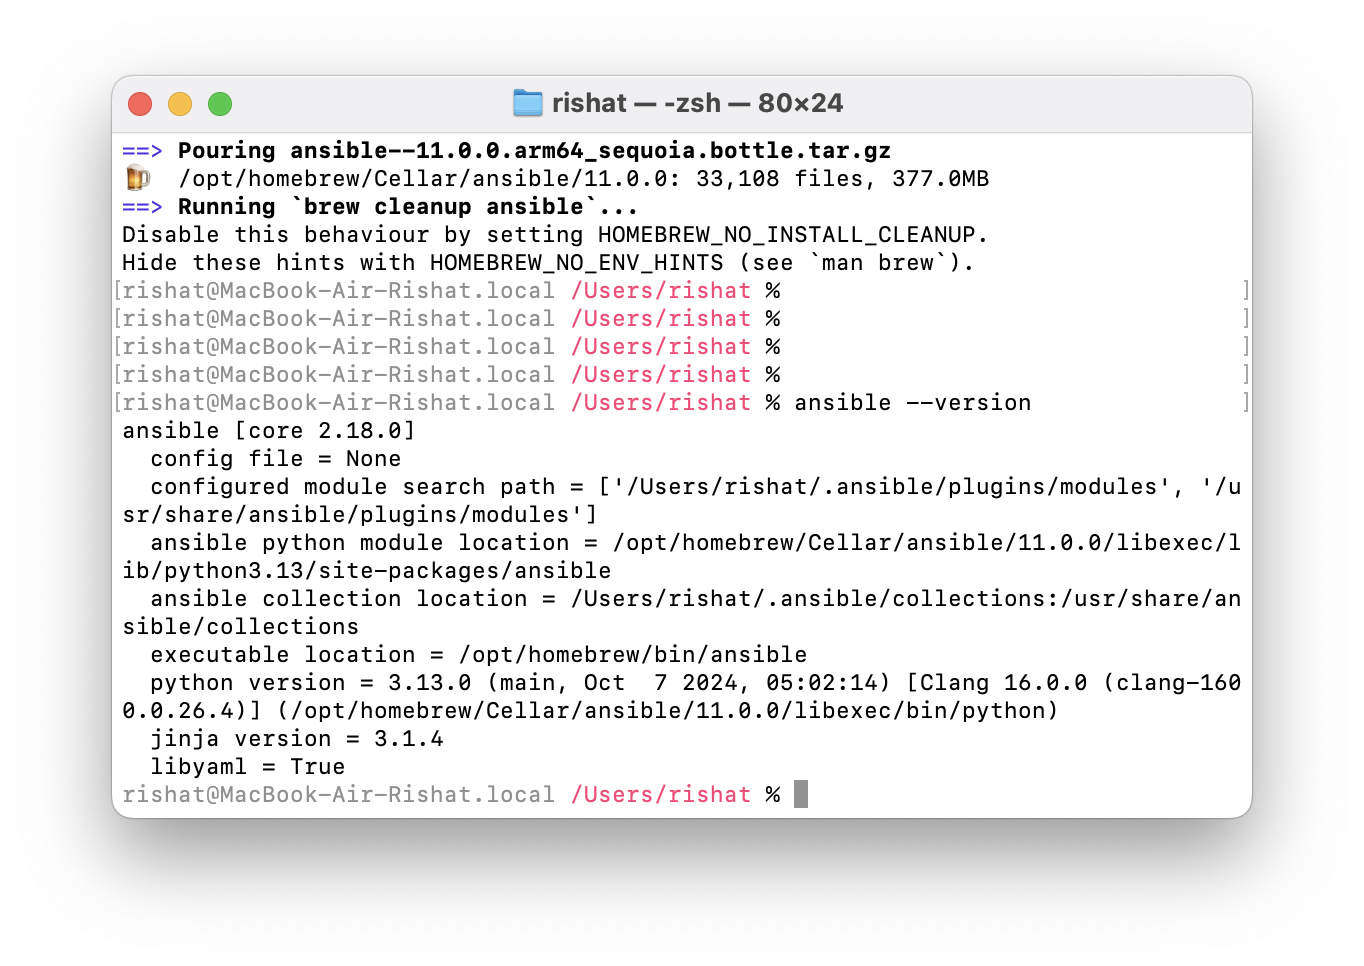 rishat — -zsh — 80×24
==> Pouring ansible--11.0.0.arm64_sequoia.bottle.tar.gz
🍺  /opt/homebrew/Cellar/ansible/11.0.0: 33,108 files, 377.0MB
==> Running `brew cleanup ansible`...
Disable this behaviour by setting HOMEBREW_NO_INSTALL_CLEANUP.
Hide these hints with HOMEBREW_NO_ENV_HINTS (see `man brew`).
[rishat@MacBook-Air-Rishat.local /Users/rishat % ]
[rishat@MacBook-Air-Rishat.local /Users/rishat % ]
[rishat@MacBook-Air-Rishat.local /Users/rishat % ]
[rishat@MacBook-Air-Rishat.local /Users/rishat % ]
[rishat@MacBook-Air-Rishat.local /Users/rishat % ansible --version ]
ansible [core 2.18.0]
  config file = None
  configured module search path = ['/Users/rishat/.ansible/plugins/modules', '/u
sr/share/ansible/plugins/modules']
  ansible python module location = /opt/homebrew/Cellar/ansible/11.0.0/libexec/l
ib/python3.13/site-packages/ansible
  ansible collection location = /Users/rishat/.ansible/collections:/usr/share/an
sible/collections
  executable location = /opt/homebrew/bin/ansible
  python version = 3.13.0 (main, Oct  7 2024, 05:02:14) [Clang 16.0.0 (clang-160
0.0.26.4)] (/opt/homebrew/Cellar/ansible/11.0.0/libexec/bin/python)
  jinja version = 3.1.4
  libyaml = True
rishat@MacBook-Air-Rishat.local /Users/rishat %